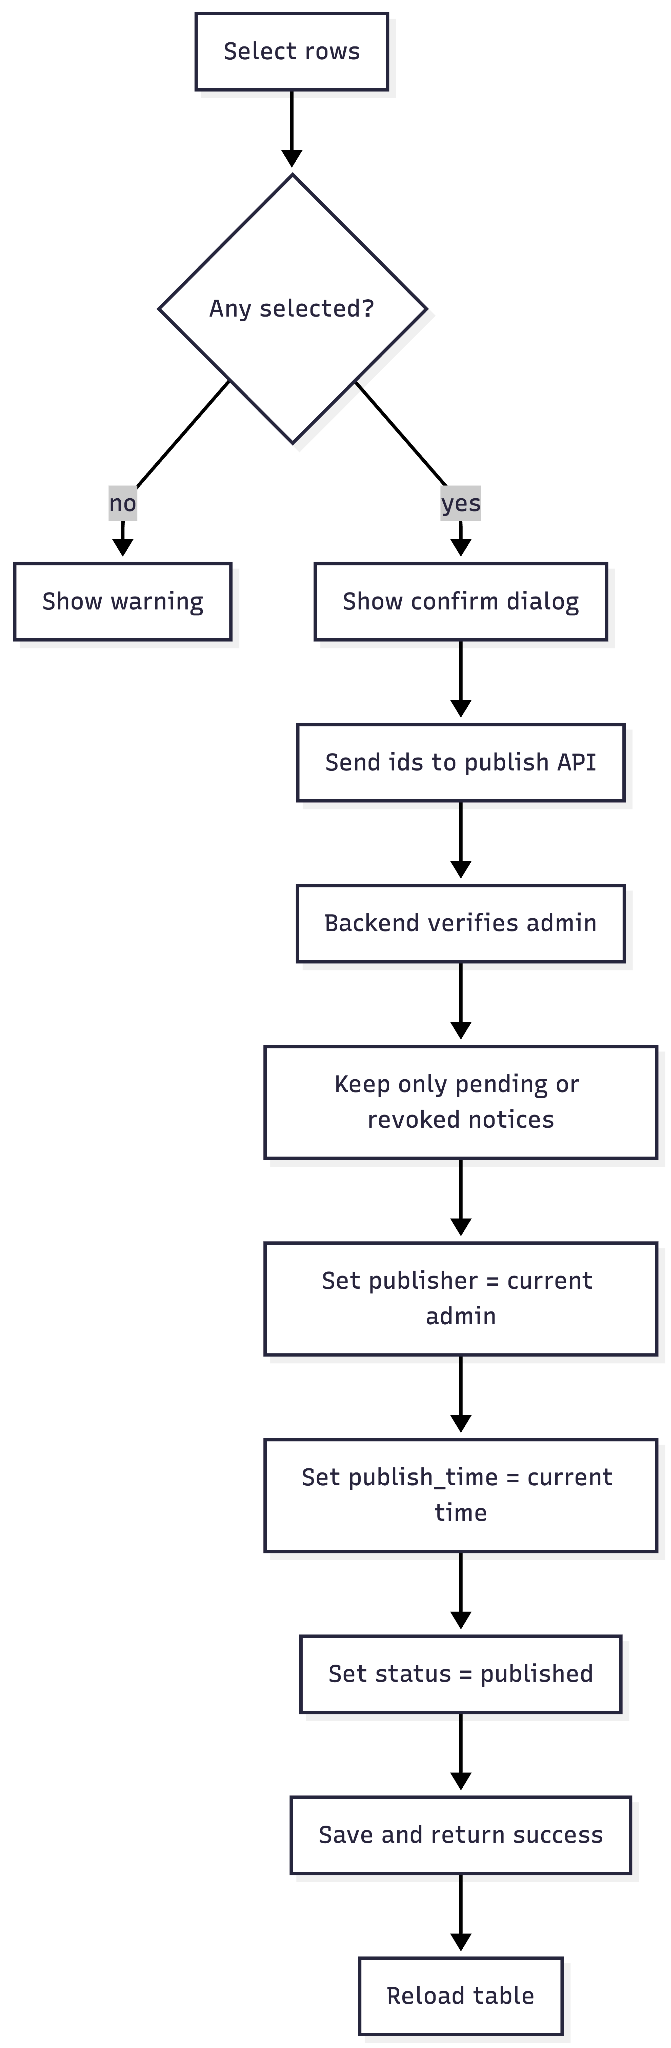 Select rows
Any selected?
no
yes
Show warning
Show confirm dialog
Send ids to publish API
Backend verifies admin
Keep only pending or
revoked notices
Set publisher = current
admin
Set publish_time = current
time
Set status = published
Save and return success
Reload table